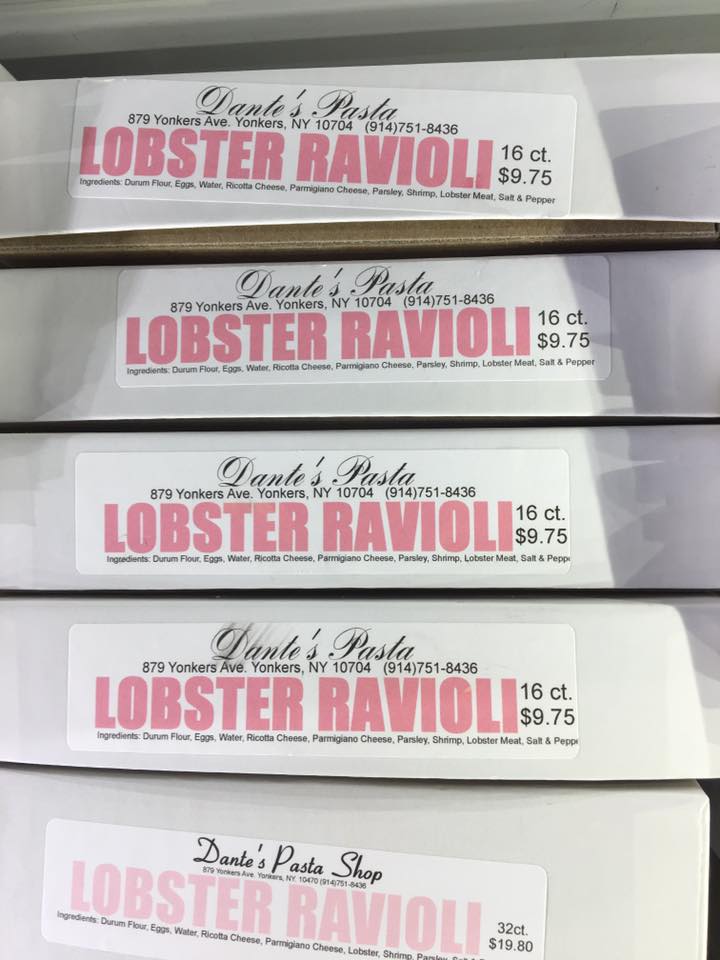 Dante's Pasta
879 Yonkers Ave. Yonkers, NY 10704 (914)751-8436
LOBSTER RAVIOLI
16 ct.
$9.75
Ingredients: Durum Flour, Eggs, Water, Ricotta Cheese, Parmigiano Cheese, Parsley, Shrimp, Lobster Meat, Salt & Pepper
Dante's Pasta
879 Yonkers Ave. Yonkers, NY 10704 (914)751-8436
LOBSTER RAVIOLI
16 ct.
$9.75
Ingredients: Durum Flour, Eggs, Water, Ricotta Cheese, Parmigiano Cheese, Parsley, Shrimp, Lobster Meat, Salt & Pepper
Dante's Pasta
879 Yonkers Ave. Yonkers, NY 10704 (914)751-8436
LOBSTER RAVIOLI
16 ct.
$9.75
Ingredients: Durum Flour, Eggs, Water, Ricotta Cheese, Parmigiano Cheese, Parsley, Shrimp, Lobster Meat, Salt & Peppe
Dante's Pasta
879 Yonkers Ave. Yonkers, NY 10704 (914)751-8436
LOBSTER RAVIOLI
16 ct.
$9.75
Ingredients: Durum Flour, Eggs, Water, Ricotta Cheese, Parmigiano Cheese, Parsley, Shrimp, Lobster Meat, Salt & Peppe
Dante's Pasta Shop
879 Yonkers Ave. Yonkers, NY. 10470 (914)751-8436
LOBSTER RAVIOLI
32ct.
$19.80
Ingredients: Durum Flour, Eggs, Water, Ricotta Cheese, Parmigiano Cheese, Lobster, Shrimp, Parsley,